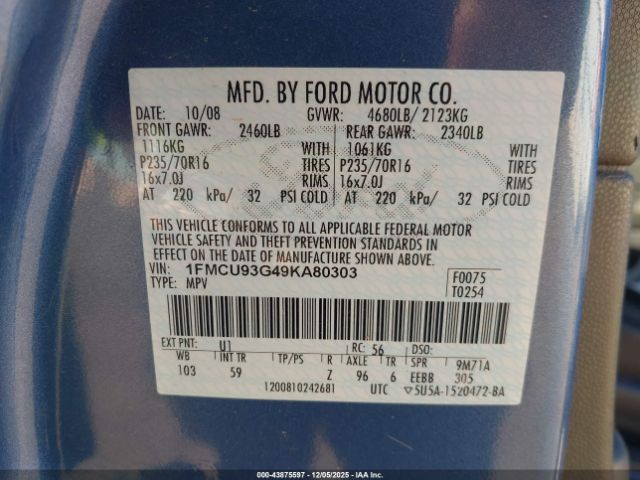 MFD. BY FORD MOTOR CO.
DATE: 10/08 GVWR: 4680LB/ 2123KG
FRONT GAWR: 2460LB REAR GAWR: 2340LB
1116KG WITH 1061KG WITH
P235/70R16 TIRES P235/70R16 TIRES
16x7.0J RIMS 16x7.0J RIMS
AT 220 kPa/ 32 PSI COLD AT 220 kPa/ 32 PSI COLD
THIS VEHICLE CONFORMS TO ALL APPLICABLE FEDERAL MOTOR
VEHICLE SAFETY AND THEFT PREVENTION STANDARDS IN
EFFECT ON THE DATE OF MANUFACTURE SHOWN ABOVE.
VIN: 1FMCU93G49KA80303 F0075
TYPE: MPV T0254
EXT PNT: U1 RC: 56 DSO:
WB INT TR TP/PS R AXLE TR SPR 9M71A
103 59 Z 96 6 EEBB 305
1200810242681 UTC ▽5U5A-1520472-BA
© 43875597 - 12/05/2025 - IAAI